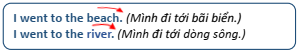 I went to the beach. (Mình đi tới bãi biển.)
I went to the river. (Mình đi tới dòng sông.)